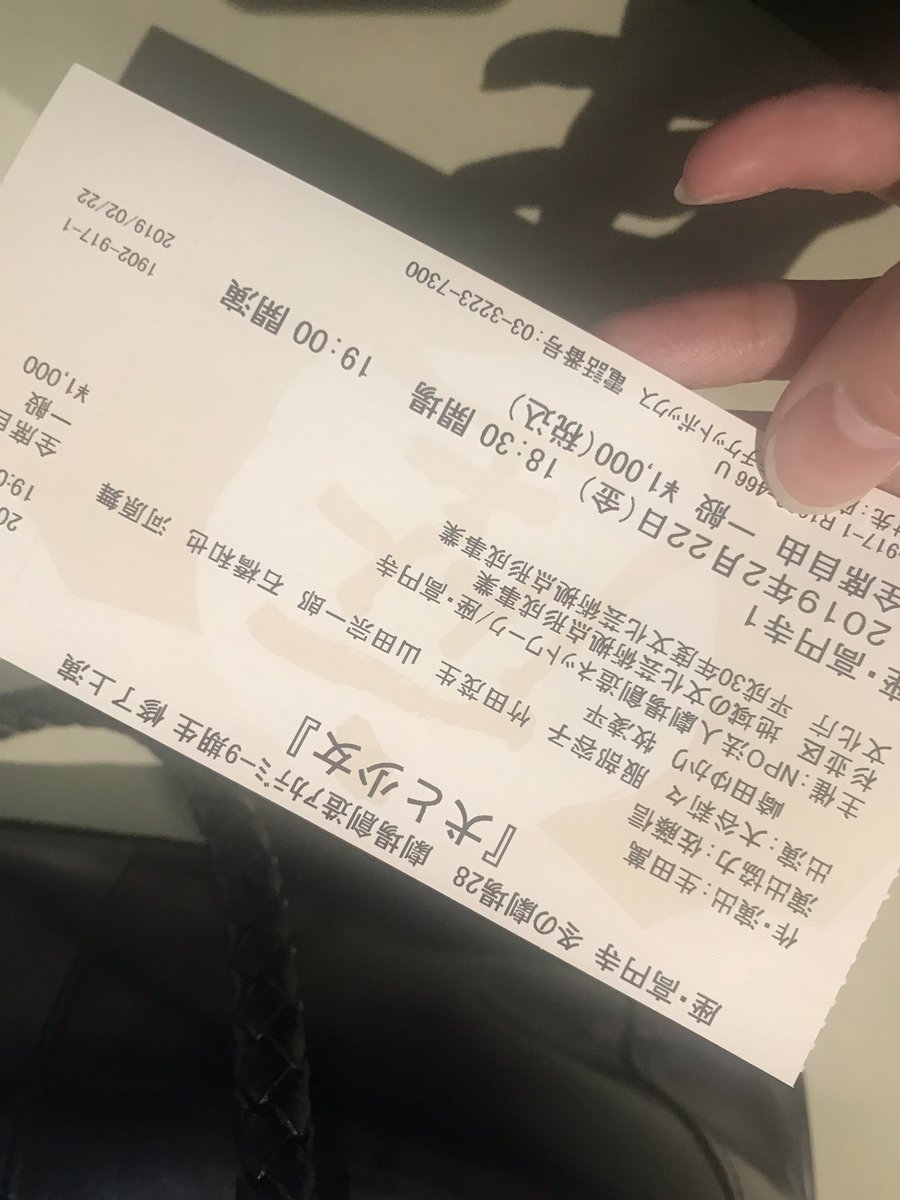 座・高円寺 冬の劇場28 劇場創造アカデミー9期生 修了上演
『犬と少女』
作・演出:生田萬
演出協力:佐藤信
出演:大谷莉々 服部容子 竹田茂生 山田宗一郎 石橋和也 河原舞
崎田ゆかり 牧凌平
主催:NPO法人劇場創造ネットワーク/座・高円寺
杉並区 地域の文化芸術拠点形成事業
文化庁 平成30年度文化芸術拠点形成事業
座・高円寺1
2019年2月22日(金) 18:30 開場 19:00 開演
全席自由 一般 ¥1,000(税込)
917-1
466 U
チケットボックス 電話番号:03-3223-7300
20
19:0
全席自
一般
¥1,000
1902-917-1
2019/02/22